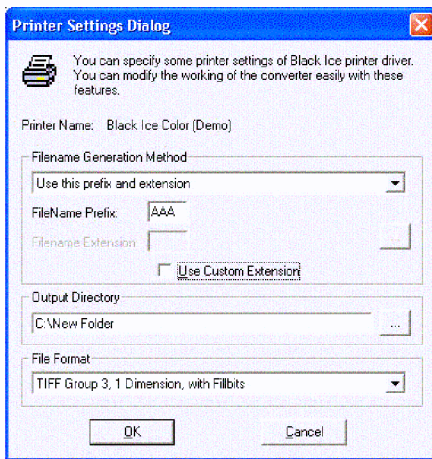 Printer Settings Dialog
You can specify some printer settings of Black Ice printer driver.
You can modify the working of the converter easily with these
features.
Printer Name: Black Ice Color (Demo)
Filename Generation Method
Use this prefix and extension
FileName Prefix: AAA
Filename Extension
...
Use Custom Extension
Output Directory
C:\New Folder
...
File Format
TIFF Group 3, 1 Dimension, with Fillbits
OK Cancel